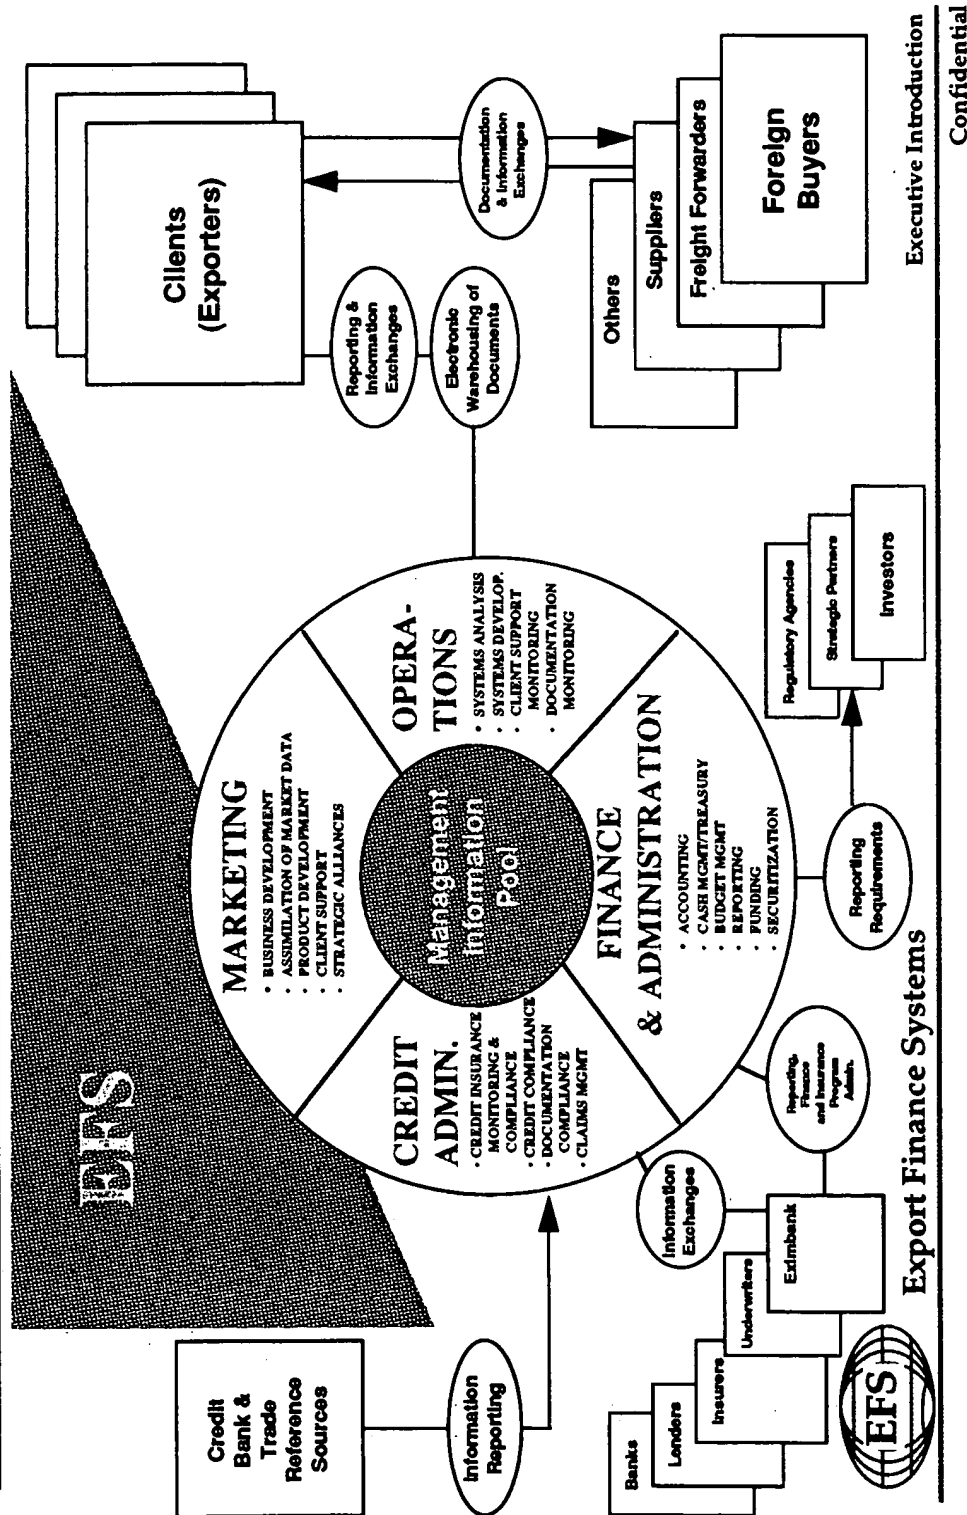 EFS
Credit
Bank &
Trade
Reference
Sources
Information
Reporting
MARKETING
• BUSINESS DEVELOPMENT
• ASSIMILATION OF MARKET DATA
• PRODUCT DEVELOPMENT
• CLIENT SUPPORT
• STRATEGIC ALLIANCES
CREDIT
ADMIN.
• CREDIT INSURANCE
MONITORING &
COMPLIANCE
• CREDIT COMPLIANCE
• DOCUMENTATION
COMPLIANCE
• CLAIMS MGMT
Management
Information
Pool
OPERA-
TIONS
• SYSTEMS ANALYSIS
• SYSTEMS DEVELOP.
• CLIENT SUPPORT
MONITORING
• DOCUMENTATION
MONITORING
FINANCE
& ADMINISTRATION
• ACCOUNTING
• CASH MGMT/TREASURY
• BUDGET MGMT
• REPORTING
• FUNDING
• SECURITIZATION
Clients
(Exporters)
Reporting &
Information
Exchanges
Electronic
Warehousing of
Documents
Documentation
& Information
Exchanges
Others
Suppliers
Freight Forwarders
Foreign
Buyers
Banks
Lenders
Insurers
Underwriters
Eximbank
Information
Exchanges
Reporting,
Finance
and Insurance
Program
Admin.
Reporting
Requirements
Regulatory Agencies
Strategic Partners
Investors
EFS
Export Finance Systems
Executive Introduction
Confidential